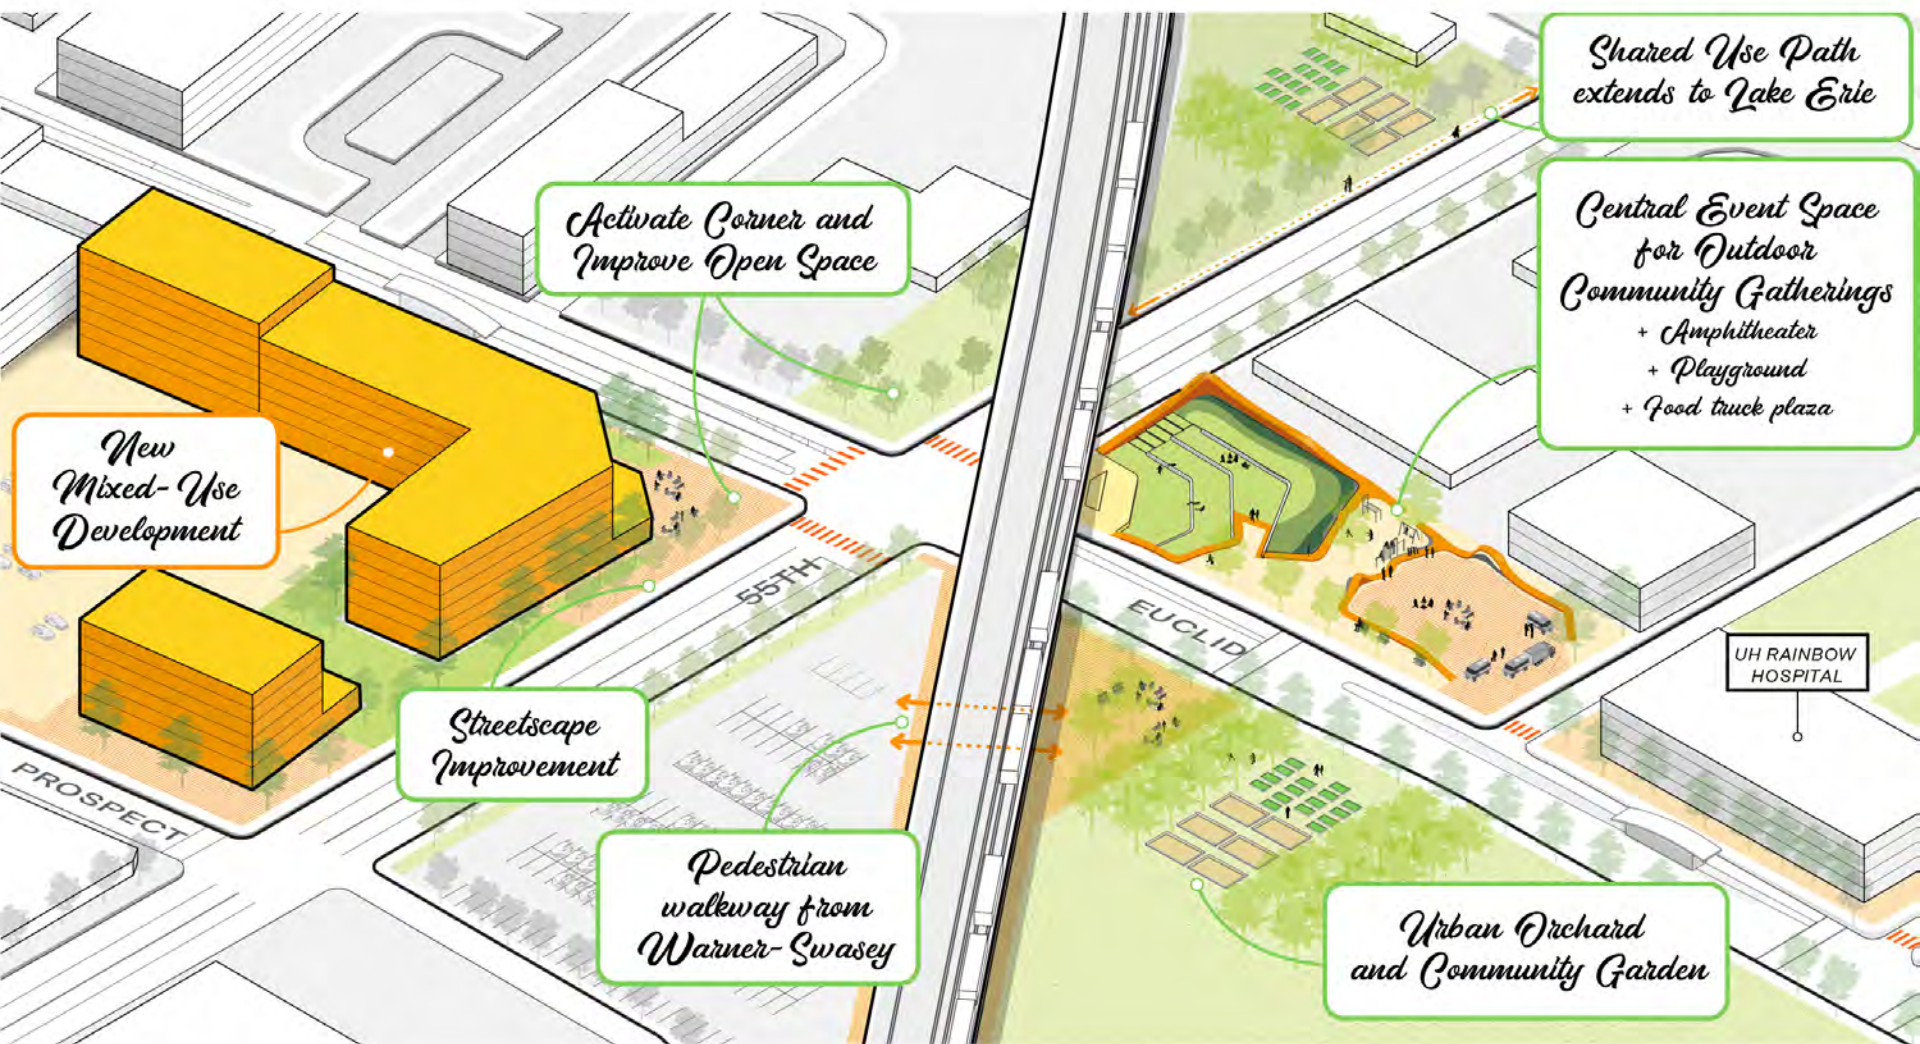 Shared Use Path
extends to Lake Erie
Central Event Space
for Outdoor
Community Gatherings
+ Amphitheater
+ Playground
+ Food truck plaza
Activate Corner and
Improve Open Space
New
Mixed-Use
Development
55TH
EUCLID
UH RAINBOW
HOSPITAL
Streetscape
Improvement
PROSPECT
Pedestrian
walkway from
Warner-Swasey
Urban Orchard
and Community Garden